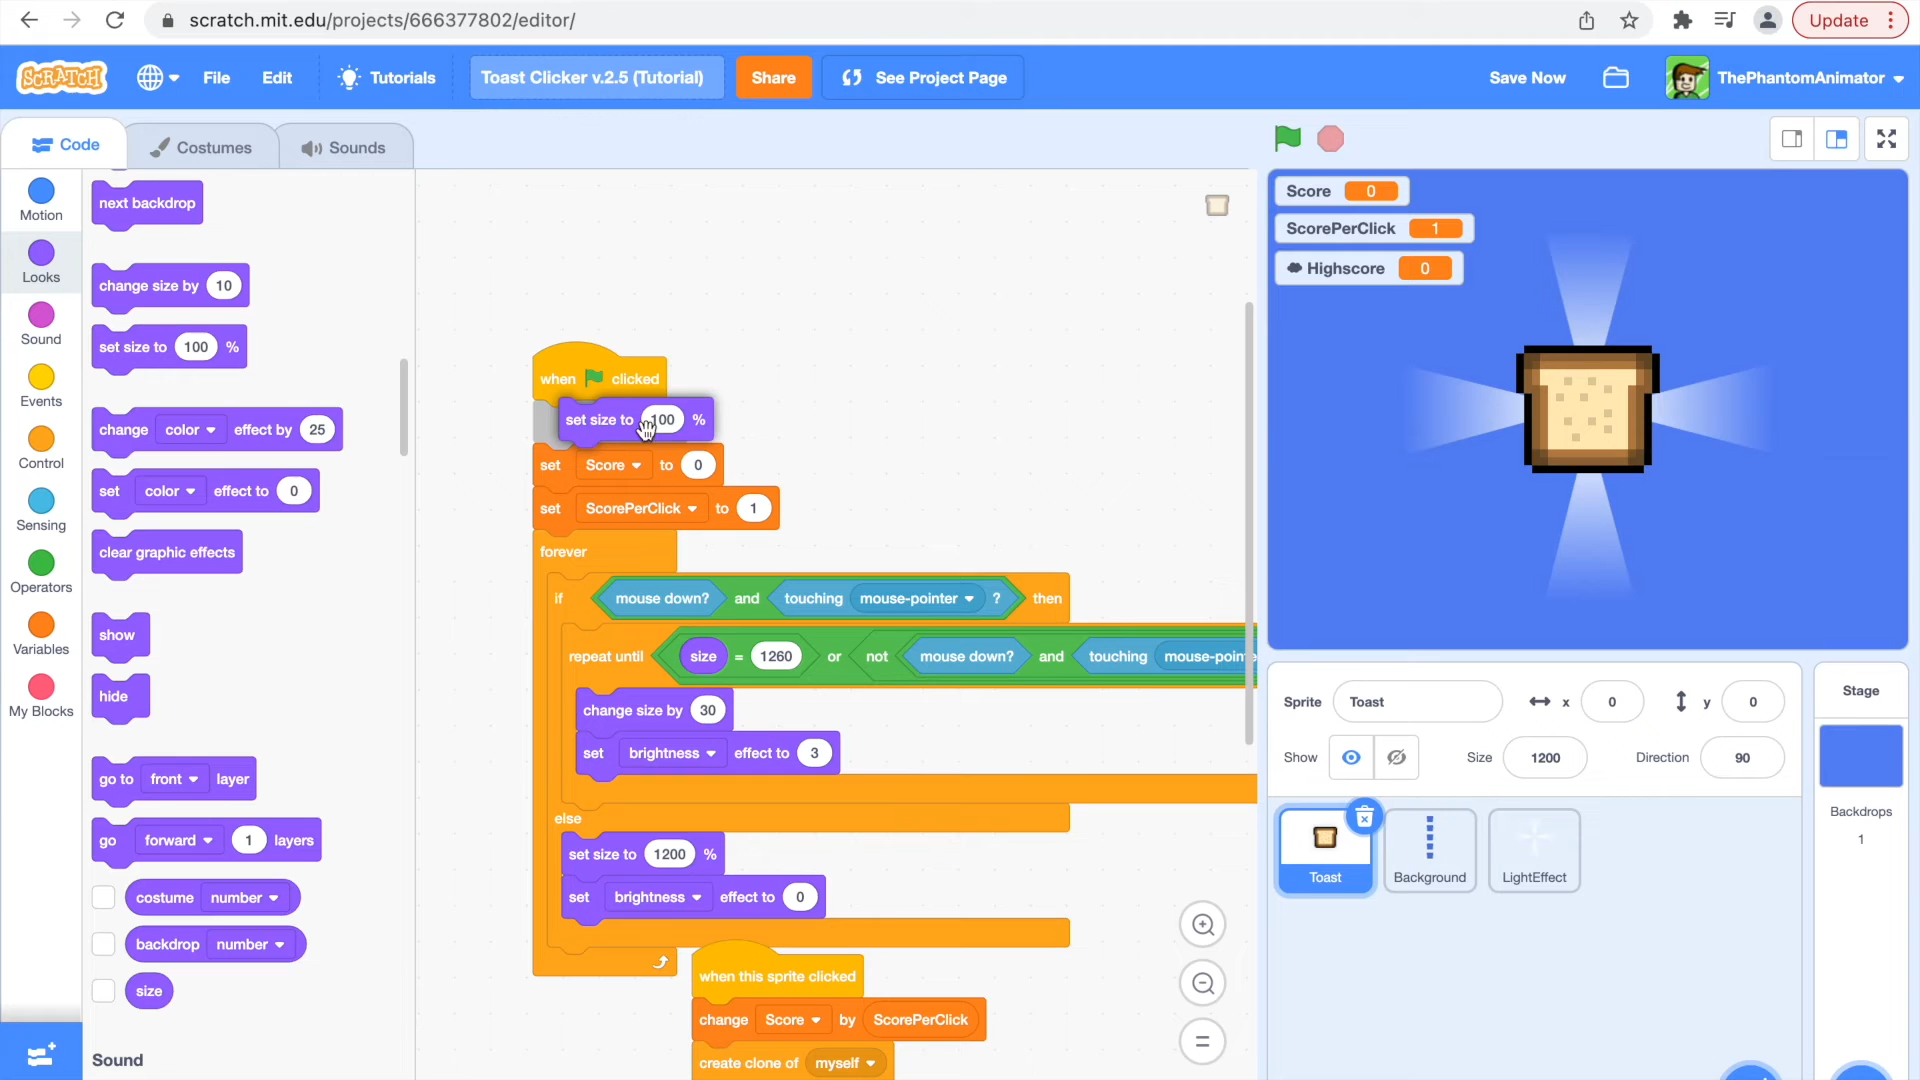 scratch.mit.edu/projects/666377802/editor/
Update
SCRATCH
File
Edit
Tutorials
Toast Clicker v.2.5 (Tutorial)
Share
See Project Page
Save Now
ThePhantomAnimator
Code
Costumes
Sounds
Motion
Looks
Sound
Events
Control
Sensing
Operators
Variables
My Blocks
next backdrop
change size by 10
set size to 100 %
change color effect by 25
set color effect to 0
clear graphic effects
show
hide
go to front layer
go forward 1 layers
costume number
backdrop number
size
Sound
when clicked
set size to 100 %
set Score to 0
set ScorePerClick to 1
forever
if mouse down? and touching mouse-pointer ? then
repeat until size = 1260 or not mouse down? and touching mouse-pointe
change size by 30
set brightness effect to 3
else
set size to 1200 %
set brightness effect to 0
when this sprite clicked
change Score by ScorePerClick
create clone of myself
Score 0
ScorePerClick 1
Highscore 0
Sprite Toast x 0 y 0
Show Size 1200 Direction 90
Toast
Background
LightEffect
Stage
Backdrops
1